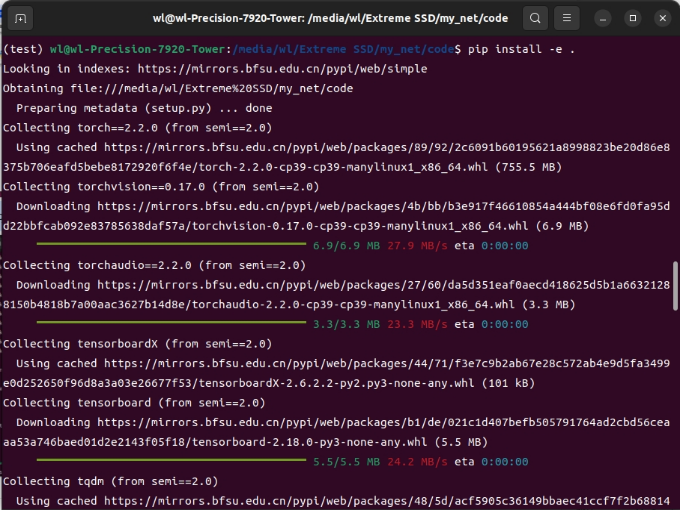 wl@wl-Precision-7920-Tower: /media/wl/Extreme SSD/my_net/code
(test) wl@wl-Precision-7920-Tower:/media/wl/Extreme SSD/my_net/code$ pip install -e .
Looking in indexes: https://mirrors.bfsu.edu.cn/pypi/web/simple
Obtaining file:///media/wl/Extreme%20SSD/my_net/code
Preparing metadata (setup.py) ... done
Collecting torch==2.2.0 (from semi==2.0)
Using cached https://mirrors.bfsu.edu.cn/pypi/web/packages/89/92/2c6091b60195621a8998823be20d86e8
375b706eafd5bebe8172920f6f4e/torch-2.2.0-cp39-cp39-manylinux1_x86_64.whl (755.5 MB)
Collecting torchvision==0.17.0 (from semi==2.0)
Downloading https://mirrors.bfsu.edu.cn/pypi/web/packages/4b/bb/b3e917f46610854a444bf08e6fd0fa95d
d22bbfcab092e83785638daf57a/torchvision-0.17.0-cp39-cp39-manylinux1_x86_64.whl (6.9 MB)
6.9/6.9 MB 27.9 MB/s eta 0:00:00
Collecting torchaudio==2.2.0 (from semi==2.0)
Downloading https://mirrors.bfsu.edu.cn/pypi/web/packages/27/60/da5d351eaf0aecd418625d5b1a6632128
8150b4818b7a00aac3627b14d8e/torchaudio-2.2.0-cp39-cp39-manylinux1_x86_64.whl (3.3 MB)
3.3/3.3 MB 23.3 MB/s eta 0:00:00
Collecting tensorboardX (from semi==2.0)
Using cached https://mirrors.bfsu.edu.cn/pypi/web/packages/44/71/f3e7c9b2ab67e28c572ab4e9d5fa3499
e0d252650f96d8a3a03e26677f53/tensorboardX-2.6.2.2-py2.py3-none-any.whl (101 kB)
Collecting tensorboard (from semi==2.0)
Downloading https://mirrors.bfsu.edu.cn/pypi/web/packages/b1/de/021c1d407befb505791764ad2cbd56cea
aa53a746baed01d2e2143f05f18/tensorboard-2.18.0-py3-none-any.whl (5.5 MB)
5.5/5.5 MB 24.2 MB/s eta 0:00:00
Collecting tqdm (from semi==2.0)
Using cached https://mirrors.bfsu.edu.cn/pypi/web/packages/48/5d/acf5905c36149bbaec41ccf7f2b68814